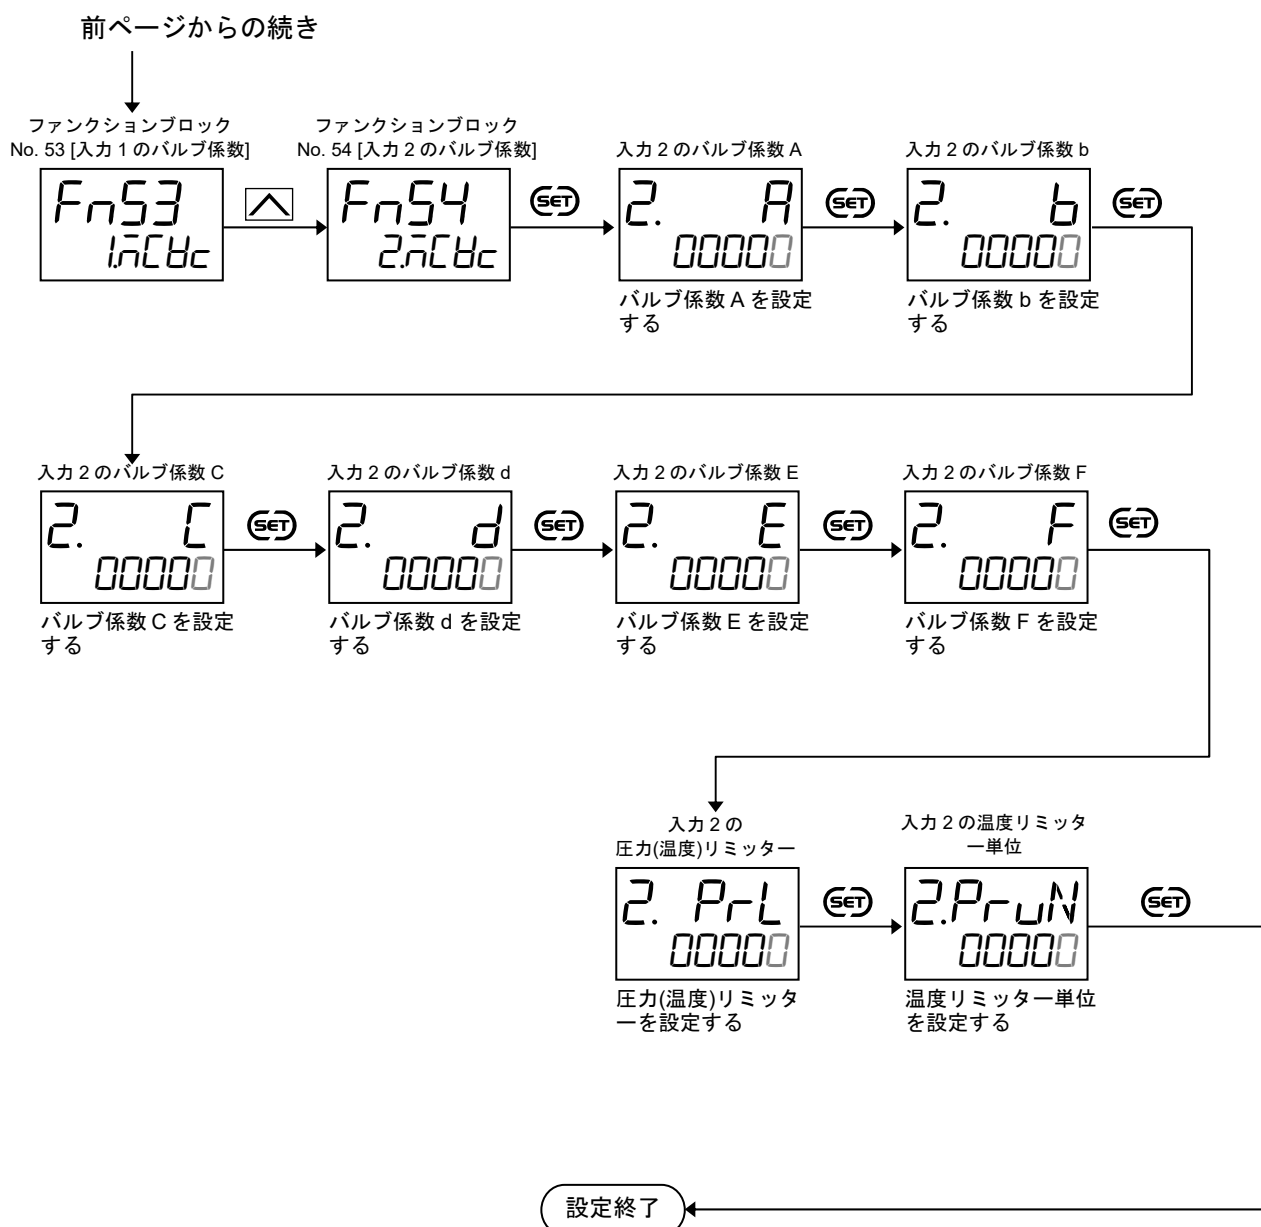 前ページからの続き
ファンクションブロック
No. 53 [入力 1 のバルブ係数]
ファンクションブロック
No. 54 [入力 2 のバルブ係数]
入力 2 のバルブ係数 A
入力 2 のバルブ係数 b
Fn53
SET
Fn54
SET
2. A
SET
2. b
SET
00000
00000
バルブ係数 A を設定
する
バルブ係数 b を設定
する
入力 2 のバルブ係数 C
入力 2 のバルブ係数 d
入力 2 のバルブ係数 E
入力 2 のバルブ係数 F
2. C
00000
SET
2. d
00000
SET
2. E
00000
SET
2. F
00000
SET
バルブ係数 C を設定
する
バルブ係数 d を設定
する
バルブ係数 E を設定
する
バルブ係数 F を設定
する
入力 2 の
圧力(温度)リミッター
入力 2 の温度リミッタ
ー単位
2. PrL
00000
SET
2.PruN
00000
SET
圧力(温度)リミッタ
ーを設定する
温度リミッター単位
を設定する
設定終了